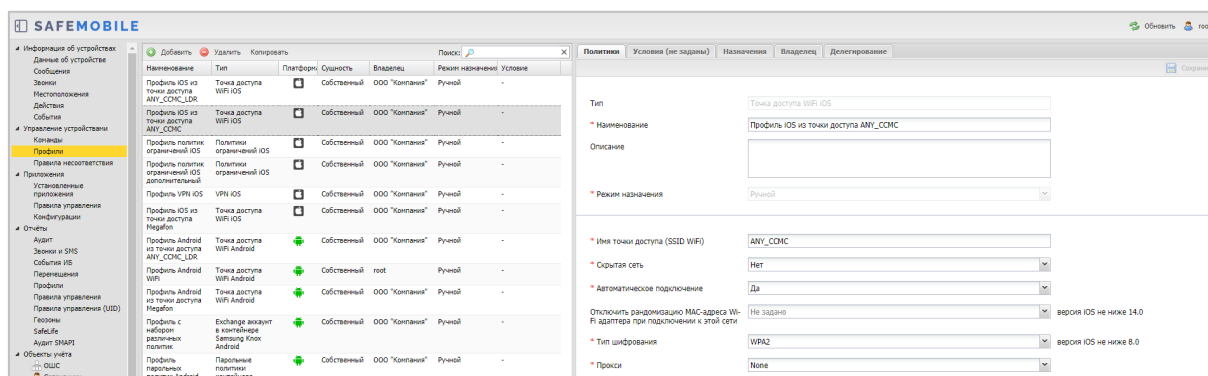 SAFEMOBILE
Обновить
Информация об устройствах
Данные об устройстве
Сообщения
Звонки
Местоположения
Действия
События
Управление устройствами
Команды
Профили
Правила несоответствия
Приложения
Установленные
приложения
Правила управления
Конфигурации
Отчёты
Аудит
Звонки и SMS
События ИБ
Перемещения
Профили
Правила управления
Правила управления (UID)
Геозоны
SafeLife
Аудит SMAPI
Объекты учёта
ОШС
Добавить Удалить Копировать Поиск:
Наименование Тип Платформ Сущность Владелец Режим назначения Условие
Профиль iOS из Точка доступа Собственный ООО "Компания" Ручной -
точки доступа WiFi iOS
ANY_CCMC_LDR
Профиль iOS из Точка доступа Собственный ООО "Компания" Ручной -
точки доступа WiFi iOS
ANY_CCMC
Профиль политик Политики Собственный ООО "Компания" Ручной -
ограничений iOS ограничений iOS
Профиль политик Политики Собственный ООО "Компания" Ручной -
ограничений iOS ограничений iOS
дополнительный
Профиль VPN iOS VPN iOS Собственный ООО "Компания" Ручной -
Профиль iOS из Точка доступа Собственный ООО "Компания" Ручной -
точки доступа WiFi iOS
Megafon
Профиль Android Точка доступа Собственный ООО "Компания" Ручной -
из точки доступа WiFi Android
ANY_CCMC_LDR
Профиль Android Точка доступа Собственный root Ручной -
WiFi WiFi Android
Профиль Android Точка доступа Собственный ООО "Компания" Ручной -
из точки доступа WiFi Android
Megafon
Профиль с Exchange аккаунт Собственный ООО "Компания" Ручной -
набором в контейнере
различных Samsung Knox
политик Android
Профиль Парольные Собственный ООО "Компания" Ручной -
парольных политики
Политики Условия (не заданы) Назначения Владелец Делегирование
Тип Точка доступа WiFi iOS
* Наименование Профиль iOS из точки доступа ANY_CCMC
Описание
* Режим назначения Ручной
* Имя точки доступа (SSID WiFi) ANY_CCMC
* Скрытая сеть Нет
* Автоматическое подключение Да
Отключить рандомизацию MAC-адреса Wi- Не задано версия iOS не ниже 14.0
Fi адаптера при подключении к этой сети
* Тип шифрования WPA2 версия iOS не ниже 8.0
* Прокси None